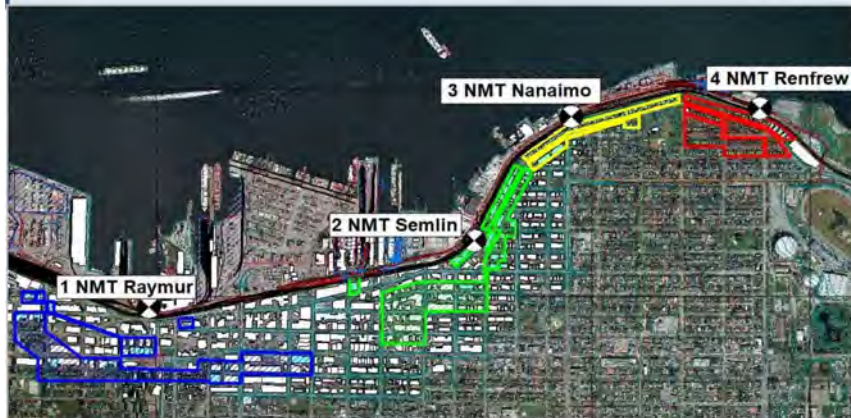 4 NMT Renfrew
3 NMT Nanaimo
2 NMT Semlin
1 NMT Raymur